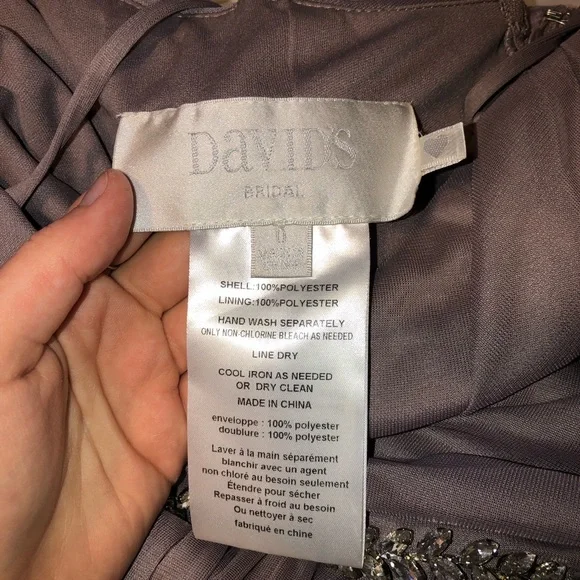 DaVID'S
BRIDAL
0
SHELL:100%POLYESTER
LINING:100%POLYESTER
HAND WASH SEPARATELY
ONLY NON-CHLORINE BLEACH AS NEEDED
LINE DRY
COOL IRON AS NEEDED
OR DRY CLEAN
MADE IN CHINA
enveloppe : 100% polyester
doublure : 100% polyester
Laver à la main séparément
blanchir avec un agent
non chloré au besoin seulement
Étendre pour sécher
Repasser à froid au besoin
Ou nettoyer à sec
fabriqué en chine